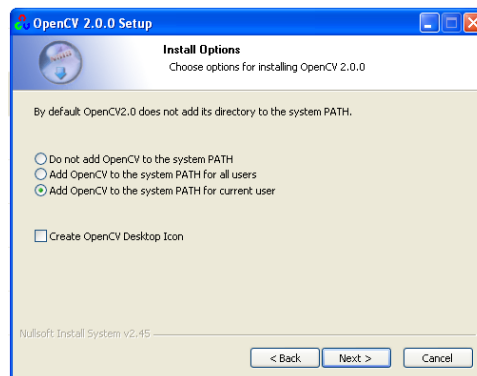 OpenCV 2.0.0 Setup
Install Options
Choose options for installing OpenCV 2.0.0
By default OpenCV2.0 does not add its directory to the system PATH.
Do not add OpenCV to the system PATH
Add OpenCV to the system PATH for all users
Add OpenCV to the system PATH for current user
Create OpenCV Desktop Icon
Nullsoft Install System v2.45
< Back Next > Cancel